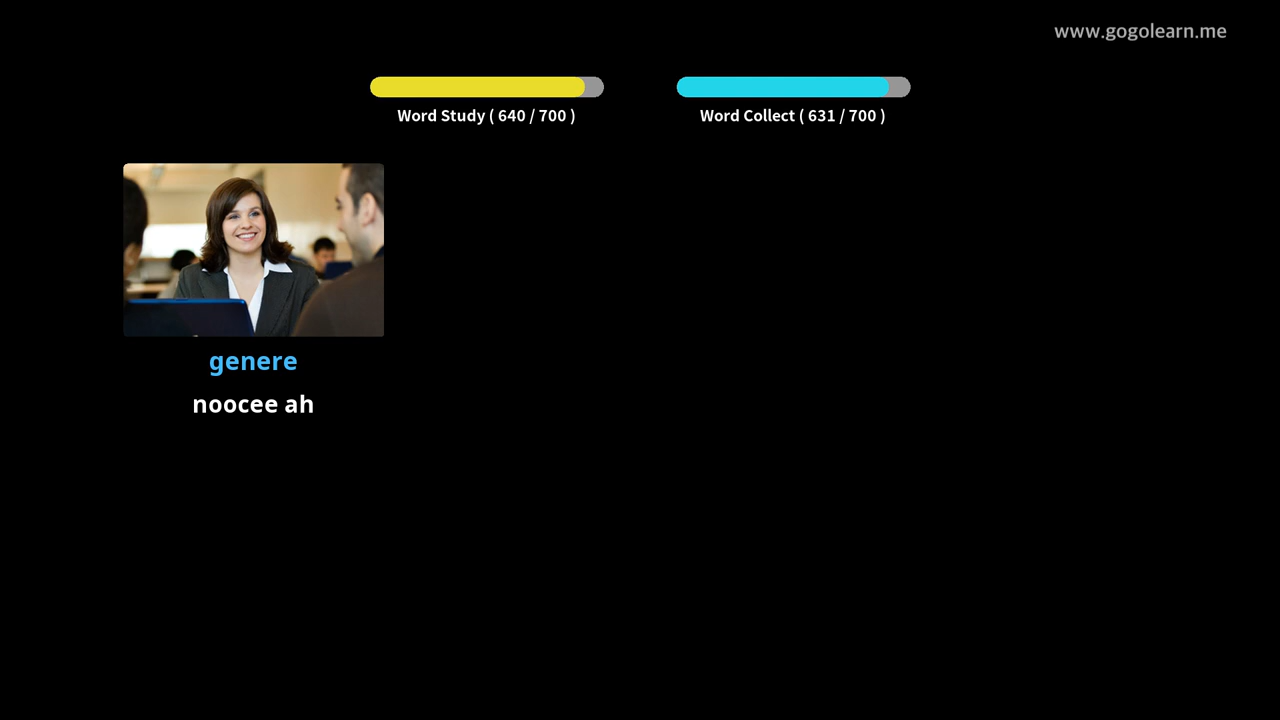 www.gogolearn.me
Word Study ( 640 / 700 )
Word Collect ( 631 / 700 )
genere
noocee ah